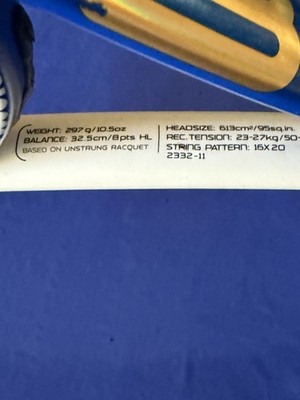 WEIGHT: 297g/10.5oz
BALANCE: 32.5cm/8pts HL
BASED ON UNSTRUNG RACQUET
HEADSIZE: 613cm²/95sq.in.
REC. TENSION: 23-27kg/50-
STRING PATTERN: 16X20
2332-11